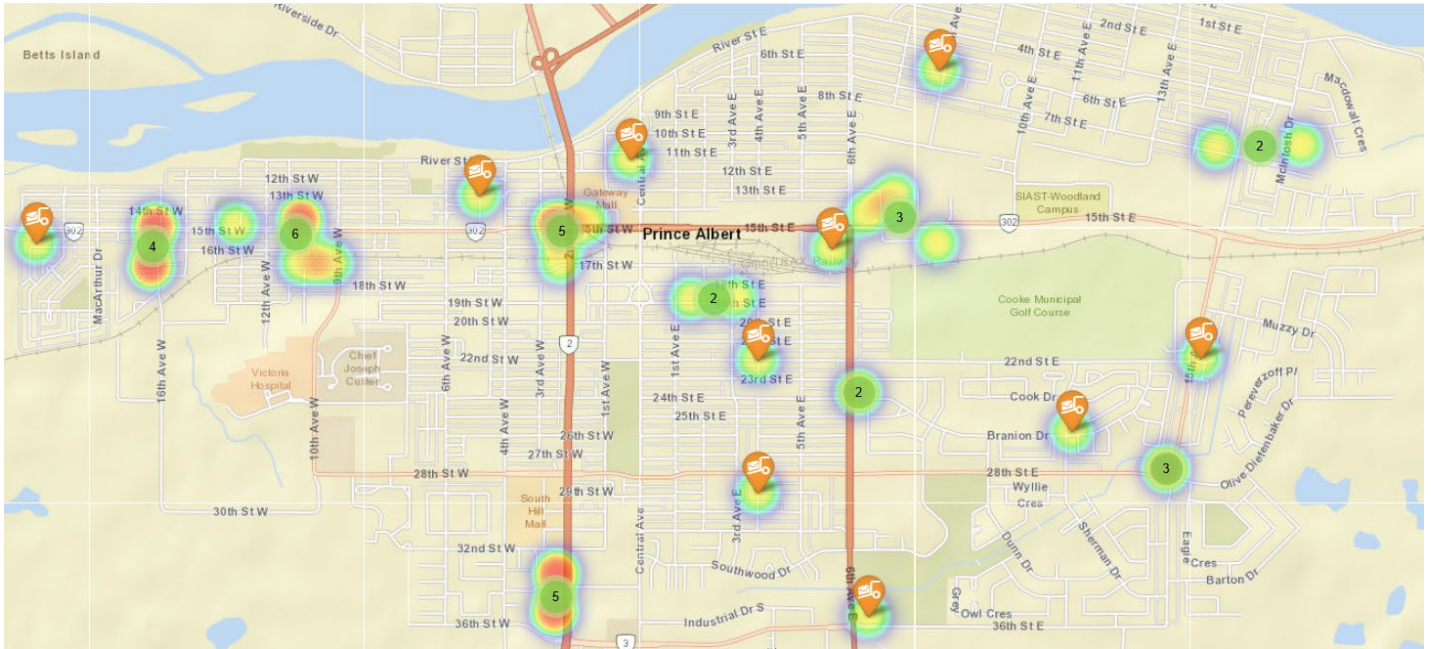 Riverside Dr
Betts Island
River St E
6th St E
2nd St E
1st St E
4th St E
11th Ave E
13th Ave E
10th Ave E
6th St E
7th St E
Macdowall Cres
McIntosh Dr
2
8th St E
3rd Ave E
4th Ave E
5th Ave E
6th Ave E
9th St E
10th St E
11th St E
12th St E
13th St E
River St
12th St W
13th St W
14th St W
15th St W
16th St W
302
4
6
302
5
Gateway
Mall
Prince Albert
15th St E
3
SIAST-Woodland
Campus
302
15th St E
MacArthur Dr
12th Ave W
9th Ave W
18th St W
17th St W
19th St W
20th St W
22nd St W
2
Cooke Municipal
Golf Course
Victoria
Hospital
Chief
Joseph
Custer
16th Ave W
10th Ave W
6th Ave W
4th Ave W
3rd Ave W
2
1st Ave W
1st Ave E
23rd St E
24th St E
25th St E
5th Ave E
2
22nd St E
Cook Dr
Branion Dr
Muzzy Dr
Pereverzoff Pl
Olive Diefenbaker Dr
26th St W
27th St W
28th St W
29th St W
30th St W
South
Hill
Mall
32nd St W
36th St W
5
3
Central Ave
3rd Ave E
Southwood Dr
Industrial Dr S
6th Ave E
28th St E
3
Wyllie
Cres
Dunn Dr
Sherman Dr
Eagle
Cres
Barton Dr
Grey
Owl Cres
36th St E